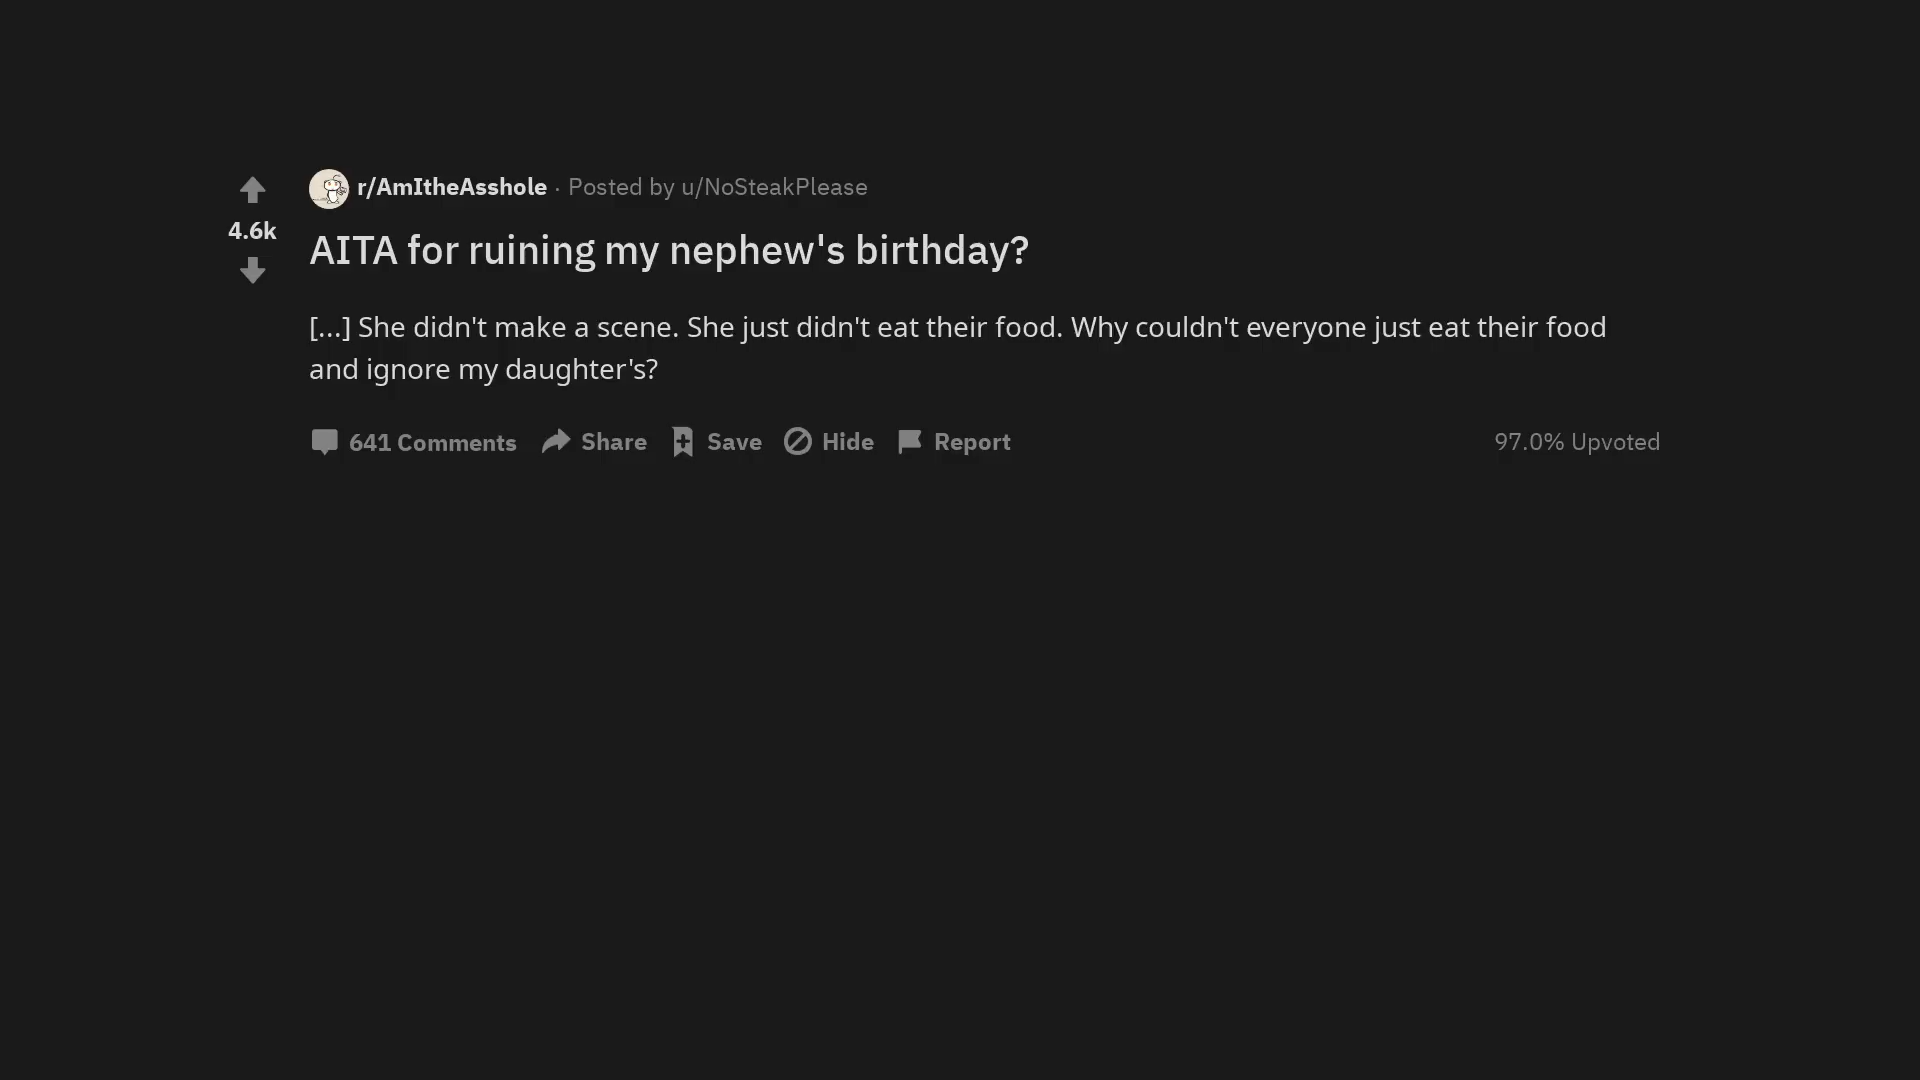 r/AmItheAsshole · Posted by u/NoSteakPlease
4.6k
AITA for ruining my nephew's birthday?
[...] She didn't make a scene. She just didn't eat their food. Why couldn't everyone just eat their food
and ignore my daughter's?
641 Comments Share Save Hide Report 97.0% Upvoted